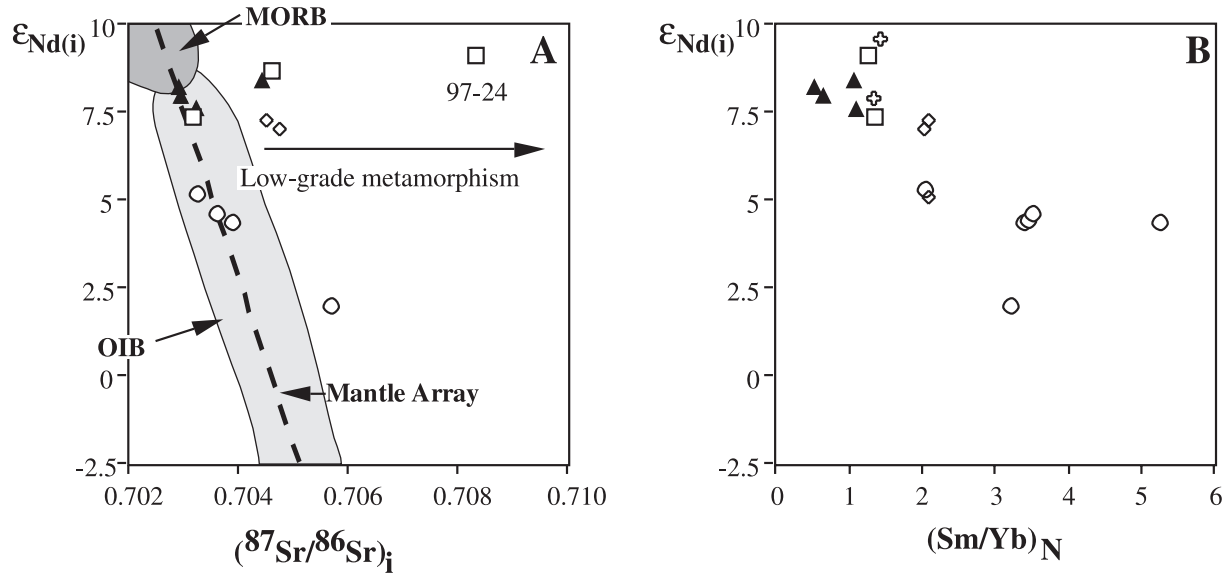 εNd(i)
10
7.5
5
2.5
0
-2.5
MORB
A
97-24
Low-grade metamorphism
OIB
Mantle Array
0.702
0.704
0.706
0.708
0.710
(87Sr/86Sr)i
εNd(i)
10
7.5
5
2.5
0
-2.5
B
0
1
2
3
4
5
6
(Sm/Yb)N